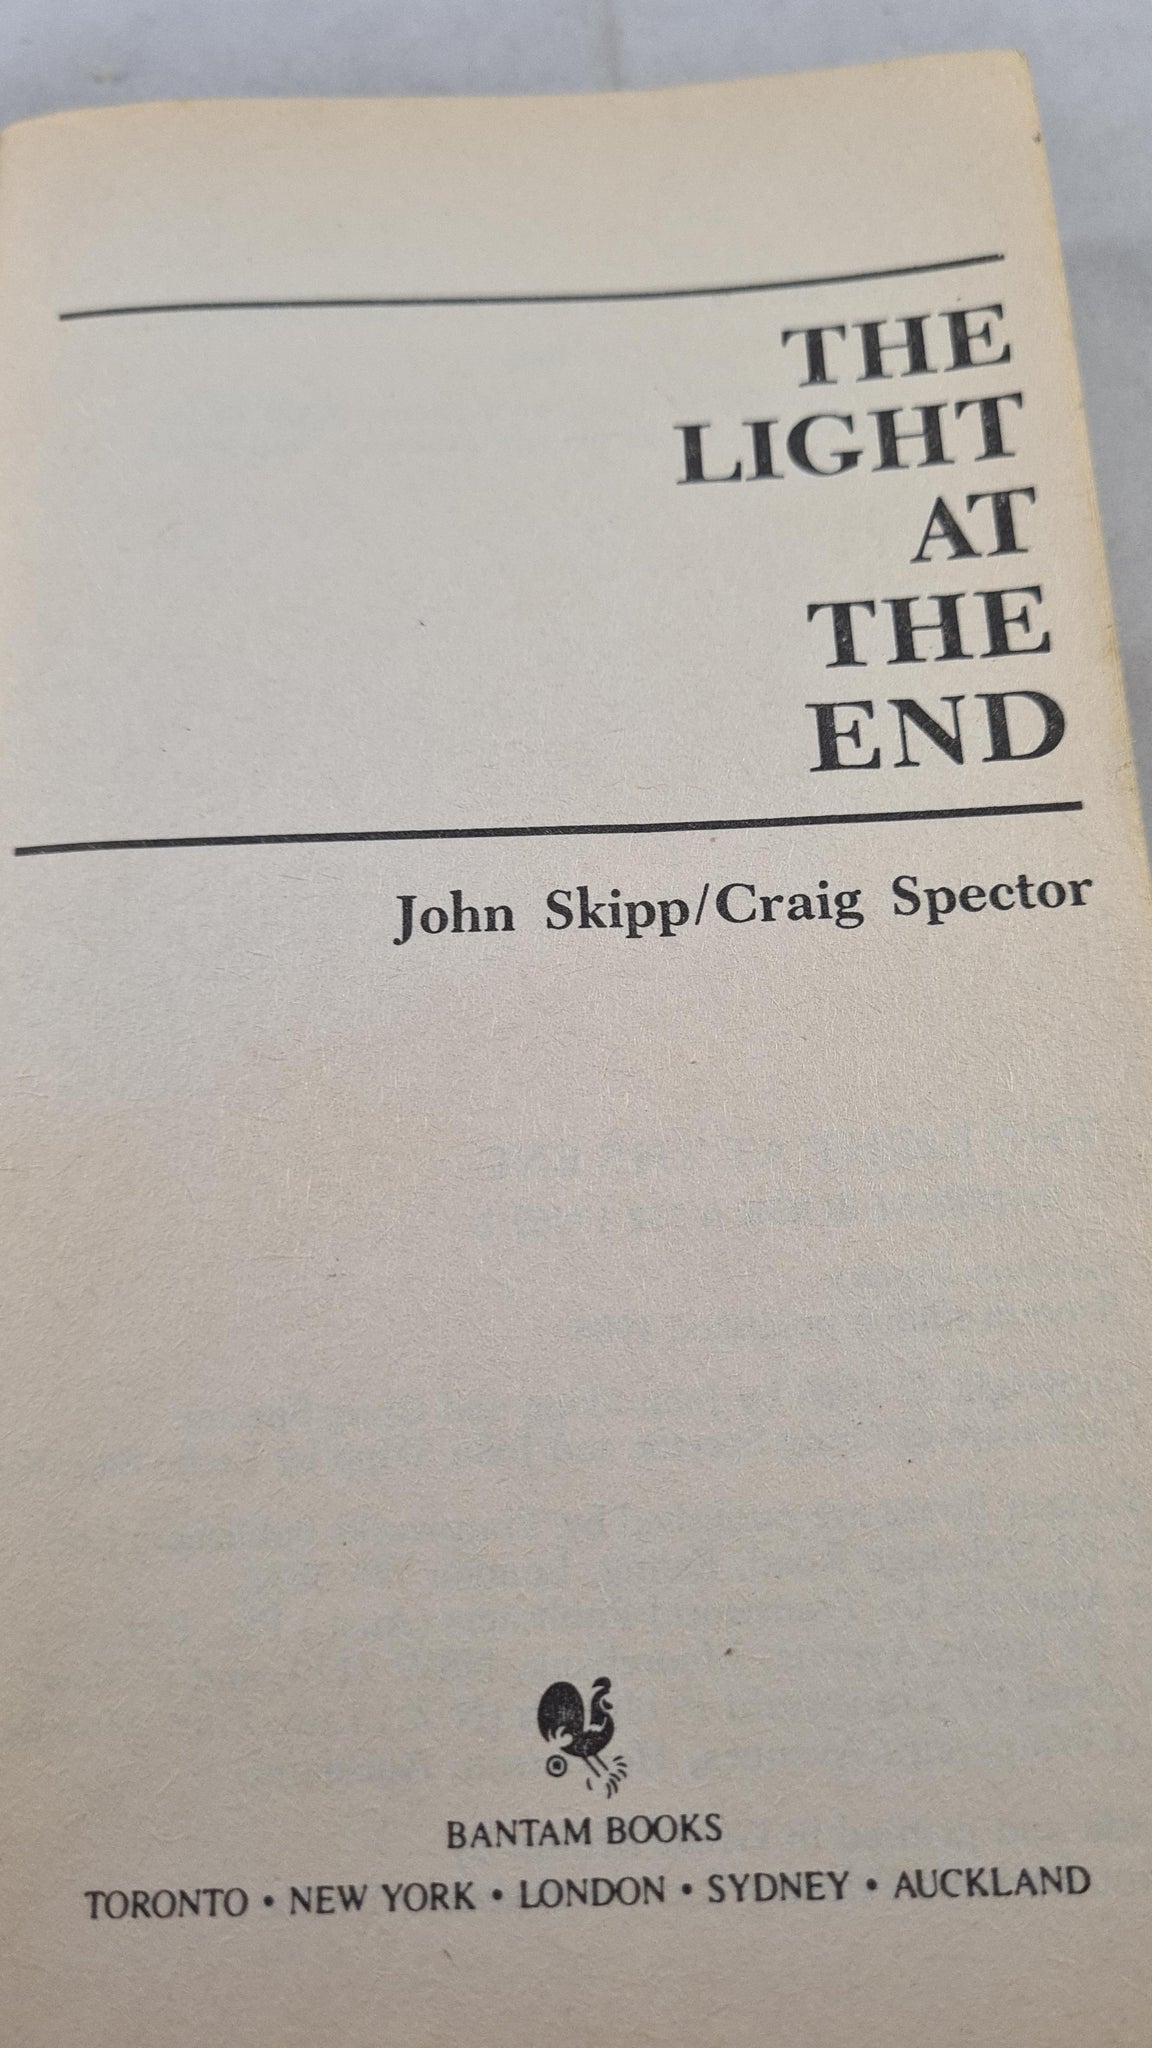 THE
LIGHT
AT
THE
END
John Skipp/Craig Spector
BANTAM BOOKS
TORONTO • NEW YORK • LONDON • SYDNEY • AUCKLAND